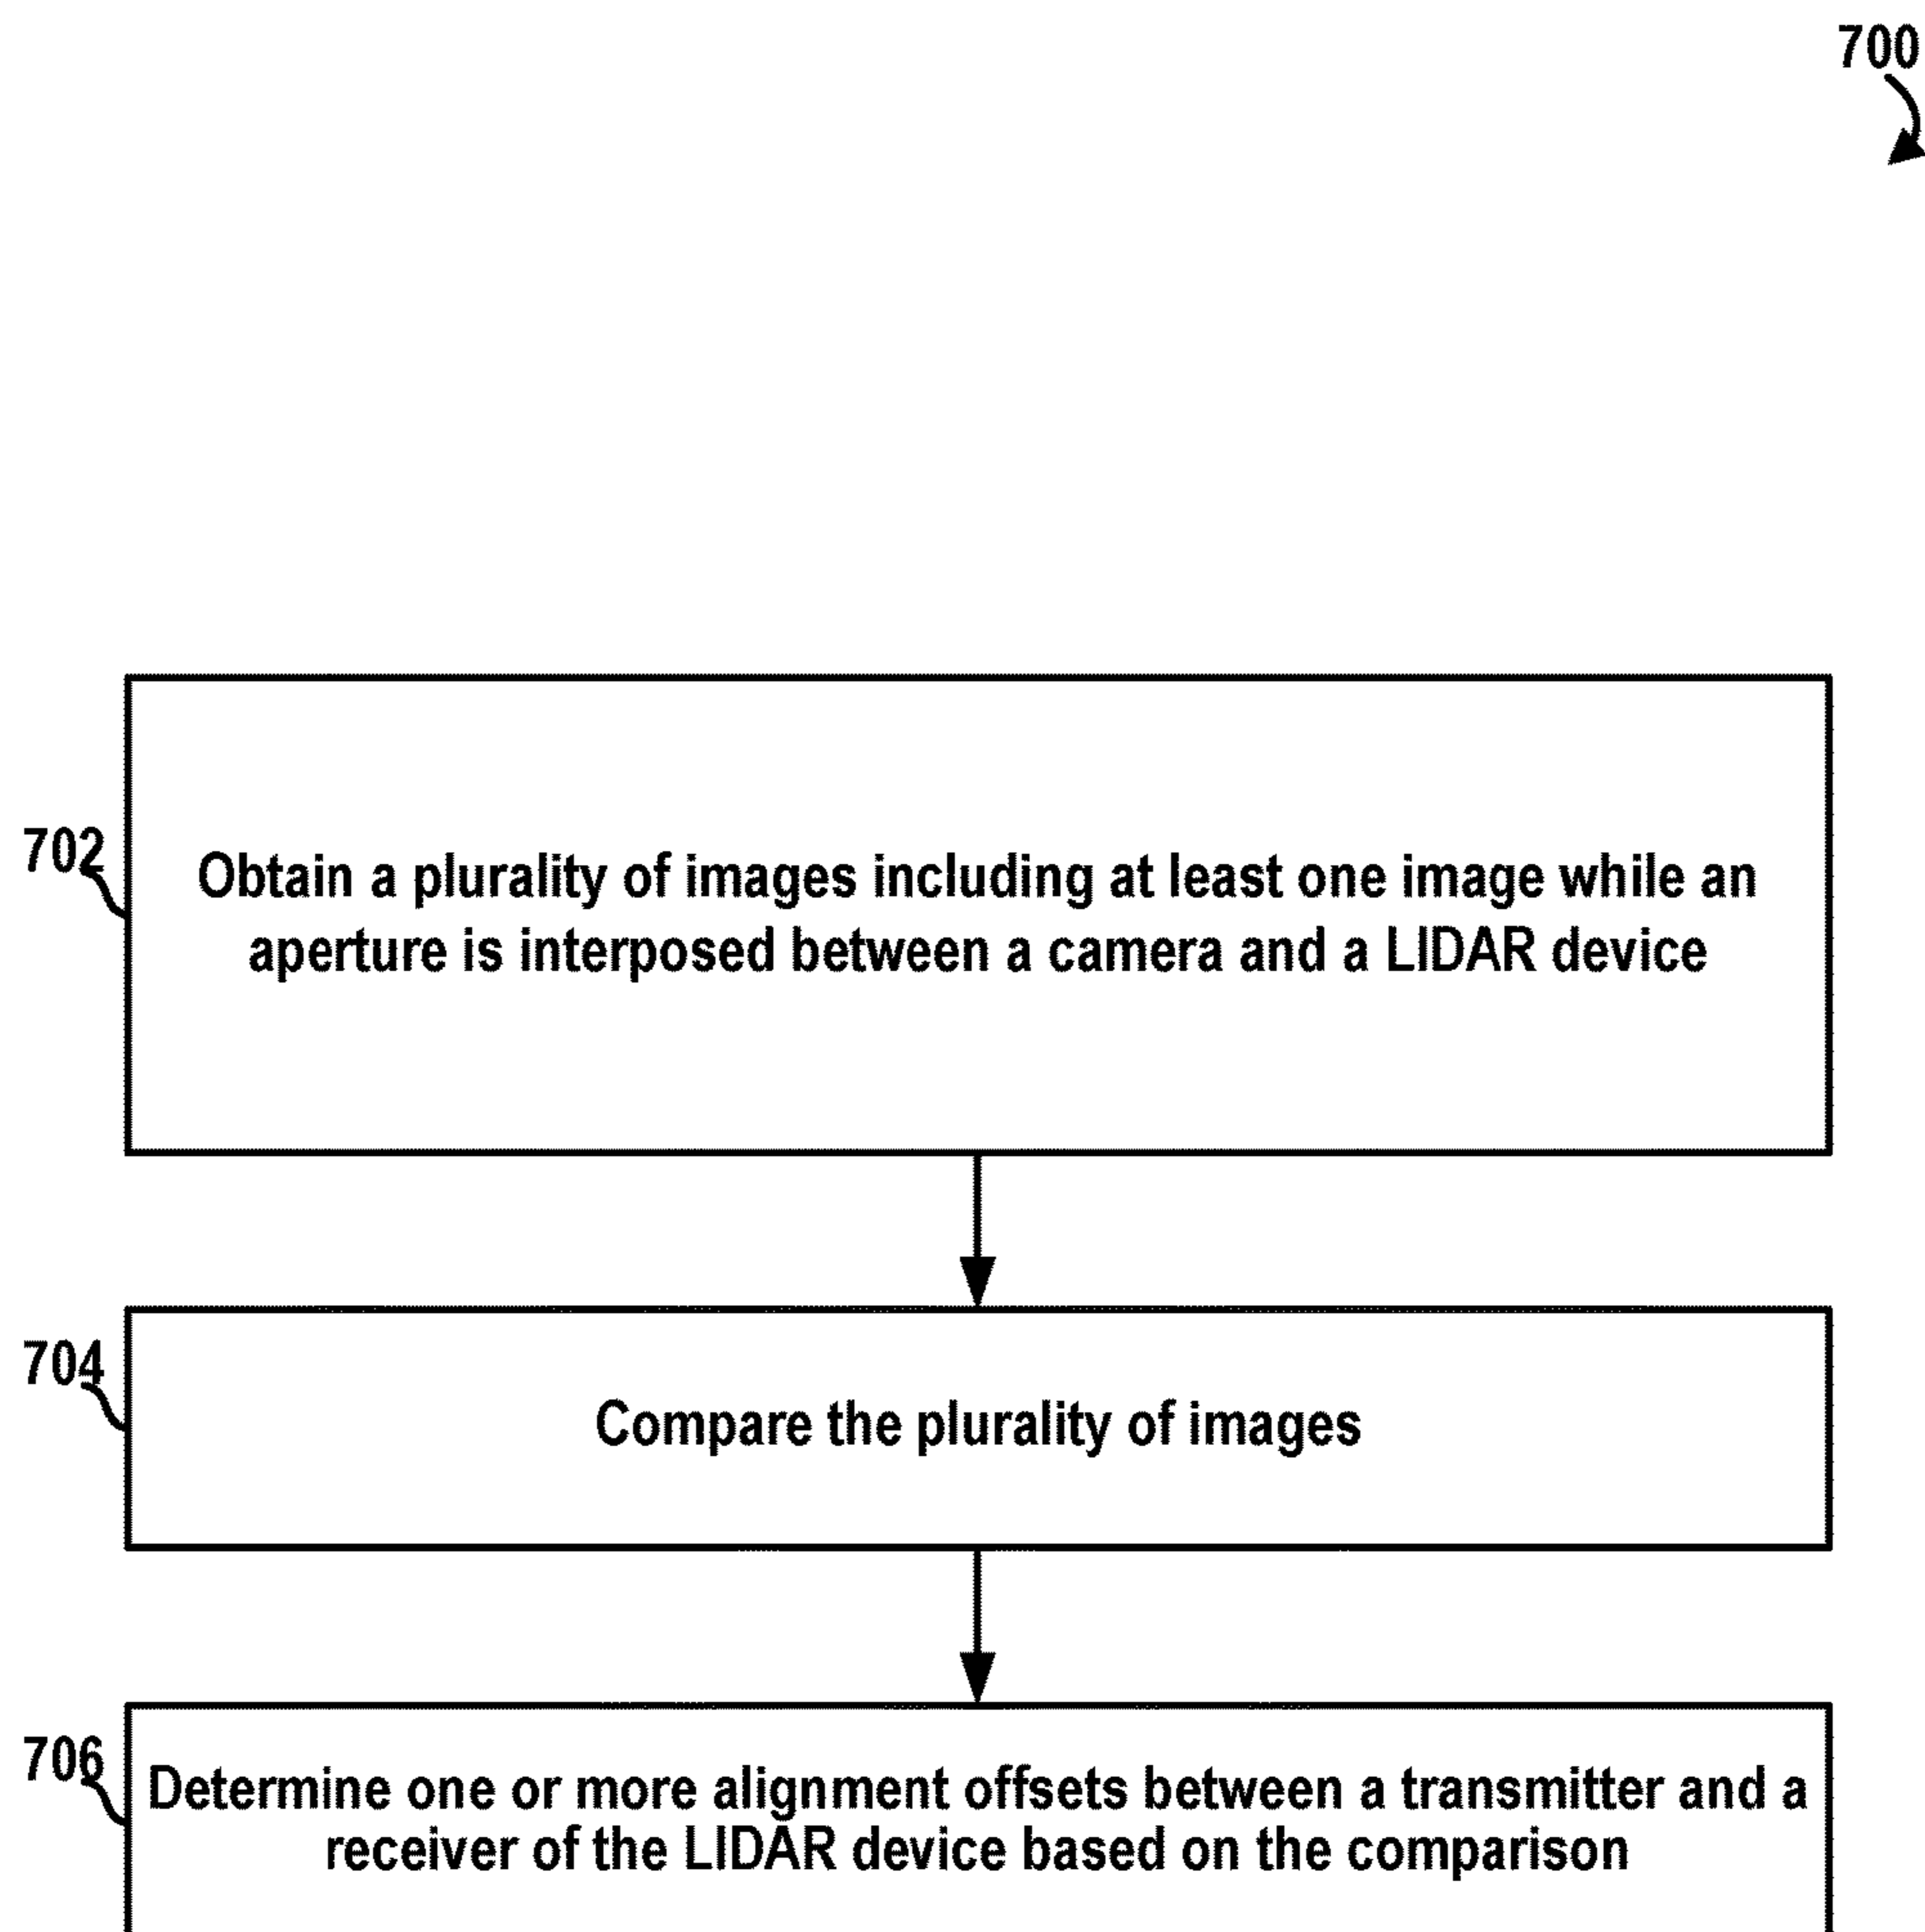 700
702
Obtain a plurality of images including at least one image while an
aperture is interposed between a camera and a LIDAR device
704
Compare the plurality of images
706
Determine one or more alignment offsets between a transmitter and a
receiver of the LIDAR device based on the comparison